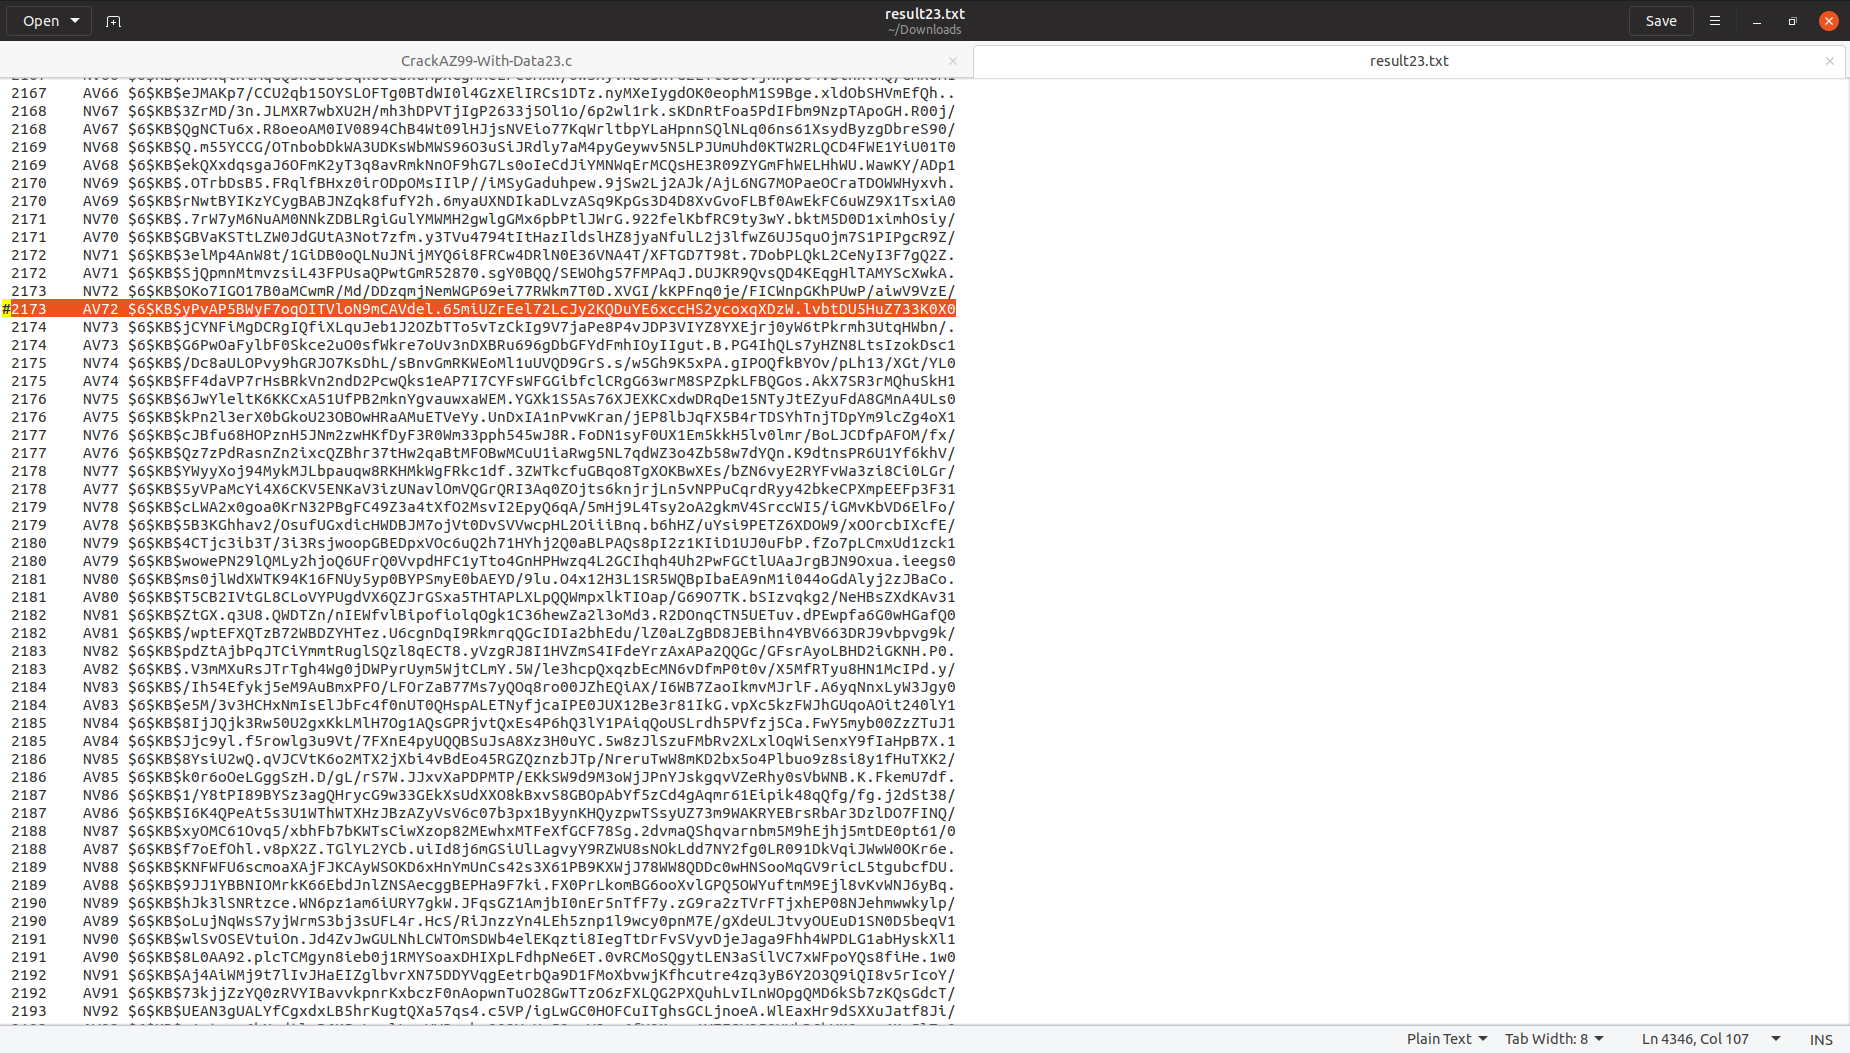 Open
result23.txt
~/Downloads
Save
CrackAZ99-With-Data23.c
result23.txt
2167 AV66 $6$KB$eJMAKp7/CCU2qb15OYSLOFTg0BTdWI0l4GzXElIRCs1DTz.nyMXeIygdOK0eophM1S9Bge.xldObSHVmEfQh..
2168 NV67 $6$KB$3ZrMD/3n.JLMXR7wbXU2H/mh3hDPVTjIgP2633j5Ol1o/6p2wl1rk.sKDnRtFoa5PdIFbm9NzpTApoGH.R00j/
2168 AV67 $6$KB$QgNCTu6x.R8oeoAM0IV0894ChB4Wt09lHJjsNVEio77KqWrltbpYLaHpnnSQlNLq06ns61XsydByzgDbreS90/
2169 NV68 $6$KB$Q.m55YCCG/OTnbobDkWA3UDKsWbMWS96O3uSiJRdly7aM4pyGeywv5N5LPJUmUhd0KTW2RLQCD4FWE1YiU01T0
2169 AV68 $6$KB$ekQXxdqsgaJ6OFmK2yT3q8avRmkNnOF9hG7Ls0oIeCdJiYMNWqErMCQsHE3R09ZYGmFhWELHhWU.WawKY/ADp1
2170 NV69 $6$KB$.OTrbDsB5.FRqlfBHxz0irODpOMsIIlP//iMSyGaduhpew.9jSw2Lj2AJk/AjL6NG7MOPaeOCraTDOWWHyxvh.
2170 AV69 $6$KB$rNwtBYIKzYCygBABJNZqk8fufY2h.6myaUXNDIkaDLvzASq9KpGs3D4D8XvGvoFLBf0AwEkFC6uWZ9X1TsxiA0
2171 NV70 $6$KB$.7rW7yM6NuAM0NNkZDBLRgiGulYMWMH2gwlgGMx6pbPtlJWrG.922felKbfRC9ty3wY.bktM5D0D1ximhOsiy/
2171 AV70 $6$KB$GBVaKSTtLZW0JdGUtA3Not7zfm.y3TVu4794tItHazIldslHZ8jyaNfulL2j3lfwZ6UJ5quOjm7S1PIPgcR9Z/
2172 NV71 $6$KB$3elMp4AnW8t/1GiDB0oQLNuJNijMYQ6i8FRCw4DRlN0E36VNA4T/XFTGD7T98t.7DobPLQkL2CeNyI3F7gQ2Z.
2172 AV71 $6$KB$SjQpmnMtmvzsiL43FPUsaQPwtGmR52870.sgY0BQQ/SEWOhg57FMPAqJ.DUJKR9QvsQD4KEqgHlTAMYScXwkA.
2173 NV72 $6$KB$OKo7IGO17B0aMCwmR/Md/DDzqmjNemWGP69ei77RWkm7T0D.XVGI/kKPFnq0je/FICWnpGKhPUwP/aiwV9VzE/
#2173 AV72 $6$KB$yPvAP5BWyF7oqOITVloN9mCAVdel.65miUZrEel72LcJy2KQDuYE6xccHS2ycoxqXDzW.lvbtDU5HuZ733K0X0
2174 NV73 $6$KB$jCYNFiMgDCRgIQfiXLquJeb1J2OZbTTo5vTzCkIg9V7jaPe8P4vJDP3VIYZ8YXEjrj0yW6tPkrmh3UtqHWbn/.
2174 AV73 $6$KB$G6PwOaFylbF0Skce2uO0sfWkre7oUv3nDXBRu696gDbGFYdFmhIOyIIgut.B.PG4IhQLs7yHZN8LtsIzokDsc1
2175 NV74 $6$KB$/Dc8aULOPvy9hGRJO7KsDhL/sBnvGmRKWEoMl1uUVQD9GrS.s/w5Gh9K5xPA.gIPOQfkBYOv/pLh13/XGt/YL0
2175 AV74 $6$KB$FF4daVP7rHsBRkVn2ndD2PcwQks1eAP7I7CYFsWFGGibfclCRgG63wrM8SPZpkLFBQGos.AkX7SR3rMQhuSkH1
2176 NV75 $6$KB$6JwYleltK6KKCxA51UfPB2mknYgvauwxaWEM.YGXk1S5As76XJEXKCxdwDRqDe15NTyJtEZyuFdA8GMnA4ULs0
2176 AV75 $6$KB$kPn2l3erX0bGkoU23OBOwHRaAMuETVeYy.UnDxIA1nPvwKran/jEP8lbJqFX5B4rTDSYhTnjTDpYm9lcZg4oX1
2177 NV76 $6$KB$cJBfu68HOPznH5JNm2zwHKfDyF3R0Wm33pph545wJ8R.FoDN1syF0UX1Em5kkH5lv0lmr/BoLJCDfpAFOM/fx/
2177 AV76 $6$KB$Qz7zPdRasnZn2ixcQZBhr37tHw2qaBtMFOBwMCuU1iaRwg5NL7qdWZ3o4Zb58w7dYQn.K9dtnsPR6U1Yf6khV/
2178 NV77 $6$KB$YWyyXoj94MykMJLbpauqw8RKHMkWgFRkc1df.3ZWTkcfuGBqo8TgXOKBwXEs/bZN6vyE2RYFvWa3zi8Ci0LGr/
2178 AV77 $6$KB$5yVPaMcYi4X6CKV5ENKaV3izUNavlOmVQGrQRI3Aq0ZOjts6knjrjLn5vNPPuCqrdRyy42bkeCPXmpEEFp3F31
2179 NV78 $6$KB$cLWA2x0goa0KrN32PBgFC49Z3a4tXfO2MsvI2EpyQ6qA/5mHj9L4Tsy2oA2gkmV4SrccWI5/iGMvKbVD6ElFo/
2179 AV78 $6$KB$5B3KGhhav2/OsufUGxdicHWDBJM7ojVt0DvSVVwcpHL2OiiiBnq.b6hHZ/uYsi9PETZ6XDOW9/xOOrcbIXcfE/
2180 NV79 $6$KB$4CTjc3ib3T/3i3RsjwoopGBEDpxVOc6uQ2h71HYhj2Q0aBLPAQs8pI2z1KIiD1UJ0uFbP.fZo7pLCmxUd1zck1
2180 AV79 $6$KB$wowePN29lQMLy2hjoQ6UFrQ0VvpdHFC1yTto4GnHPHwzq4L2GCIhqh4Uh2PwFGCtlUAaJrgBJN9Oxua.ieegs0
2181 NV80 $6$KB$ms0jlWdXWTK94K16FNUy5yp0BYPSmyE0bAEYD/9lu.O4x12H3L1SR5WQBpIbaEA9nM1i044oGdAlyj2zJBaCo.
2181 AV80 $6$KB$T5CB2IVtGL8CLoVYPUgdVX6QZJrGSxa5THTAPLXLpQQWmpxlkTIOap/G69O7TK.bSIzvqkg2/NeHBsZXdKAv31
2182 NV81 $6$KB$ZtGX.q3U8.QWDTZn/nIEWfvlBipofiolqOgk1C36hewZa2l3oMd3.R2DOnqCTN5UETuv.dPEwpfa6G0wHGafQ0
2182 AV81 $6$KB$/wptEFXQTzB72WBDZYHTez.U6cgnDqI9RkmrqQGcIDIa2bhEdu/lZ0aLZgBD8JEBihn4YBV663DRJ9vbpvg9k/
2183 NV82 $6$KB$pdZtAjbPqJTCiYmmtRuglSQzl8qECT8.yVzgRJ8I1HVZmS4IFdeYrzAxAPa2QQGc/GFsrAyoLBHD2iGKNH.P0.
2183 AV82 $6$KB$.V3mMXuRsJTrTgh4Wg0jDWPyrUym5WjtCLmY.5W/le3hcpQxqzbEcMN6vDfmP0t0v/X5MfRTyu8HN1McIPd.y/
2184 NV83 $6$KB$/Ih54Efykj5eM9AuBmxPFO/LFOrZaB77Ms7yQOq8ro00JZhEQiAX/I6WB7ZaoIkmvMJrlF.A6yqNnxLyW3Jgy0
2184 AV83 $6$KB$e5M/3v3HCHxNmIsElJbFc4f0nUT0QHspALETNyfjcaIPE0JUX12Be3r81IkG.vpXc5kzFWJhGUqoAOit240lY1
2185 NV84 $6$KB$8IjJQjk3Rw50U2gxKkLMlH7Og1AQsGPRjvtQxEs4P6hQ3lY1PAiqQoUSLrdh5PVfzj5Ca.FwY5myb00ZzZTuJ1
2185 AV84 $6$KB$Jjc9yl.f5rowlg3u9Vt/7FXnE4pyUQQBSuJsA8Xz3H0uYC.5w8zJlSzuFMbRv2XLxlOqWiSenxY9fIaHpB7X.1
2186 NV85 $6$KB$8YsiU2wQ.qVJCVtK6o2MTX2jXbi4vBdEo45RGZQznzbJTp/NreruTwW8mKD2bx5o4Plbuo9z8si8y1fHuTXK2/
2186 AV85 $6$KB$k0r6oOeLGggSzH.D/gL/rS7W.JJxvXaPDPMTP/EKkSW9d9M3oWjJPnYJskgqvVZeRhy0sVbWNB.K.FkemU7df.
2187 NV86 $6$KB$1/Y8tPI89BYSz3agQHrycG9w33GEkXsUdXXO8kBxvS8GBOpAbYf5zCd4gAqmr61Eipik48qQfg/fg.j2dSt38/
2187 AV86 $6$KB$I6K4QPeAt5s3U1WThWTXHzJBzAZyVsV6c07b3px1ByynKHQyzpwTSsyUZ73m9WAKRYEBrsRbAr3DzlDO7FINQ/
2188 NV87 $6$KB$xyOMC61Ovq5/xbhFb7bKWTsCiwXzop82MEwhxMTFeXfGCF78Sg.2dvmaQShqvarnbm5M9hEjhj5mtDE0pt61/0
2188 AV87 $6$KB$f7oEfOhl.v8pX2Z.TGlYL2YCb.uiId8j6mGSiUlLagvyY9RZWU8sNOkLdd7NY2fg0LR091DkVqiJWwW0OKr6e.
2189 NV88 $6$KB$KNFWFU6scmoaXAjFJKCAyWSOKD6xHnYmUnCs42s3X61PB9KXWjJ78WW8QDDc0wHNSooMqGV9ricL5tgubcfDU.
2189 AV88 $6$KB$9JJ1YBBNIOMrkK66EbdJnlZNSAecggBEPHa9F7ki.FX0PrLkomBG6ooXvlGPQ5OWYuftmM9Ejl8vKvWNJ6yBq.
2190 NV89 $6$KB$hJk3lSNRtzce.WN6pz1am6iURY7gkW.JFqsGZ1AmjbI0nEr5nTfF7y.zG9ra2zTVrFTjxhEP08NJehmwwkylp/
2190 AV89 $6$KB$oLujNqWsS7yjWrmS3bj3sUFL4r.HcS/RiJnzzYn4LEh5znp1l9wcy0pnM7E/gXdeULJtvyOUEuD1SN0D5beqV1
2191 NV90 $6$KB$wlSvOSEVtuiOn.Jd4ZvJwGULNhLCWTOmSDWb4elEKqzti8IegTtDrFvSVyvDjeJaga9Fhh4WPDLG1abHyskXl1
2191 AV90 $6$KB$8L0AA92.plcTCMgyn8ieb0j1RMYSoaxDHIXpLFdhpNe6ET.0vRCMoSQgytLEN3aSilVC7xWFpoYQs8fiHe.1w0
2192 NV91 $6$KB$Aj4AiWMj9t7lIvJHaEIZglbvrXN75DDYVqgEetrbQa9D1FMoXbvwjKfhcutre4zq3yB6Y2O3Q9iQI8v5rIcoY/
2192 AV91 $6$KB$73kjjZzYQ0zRVYIBavvkpnrKxbczF0nAopwnTuO28GwTTzO6zFXLQG2PXQuhLvILnWOpgQMD6kSb7zKQsGdcT/
2193 NV92 $6$KB$UEAN3gUALYfCgxdxLB5hrKugtQXa57qs4.c5VP/igLwGC0HOFCuITghsGCLjnoeA.WlEaxHr9dSXXuJatf8Ji/
Plain Text
Tab Width: 8
Ln 4346, Col 107
INS